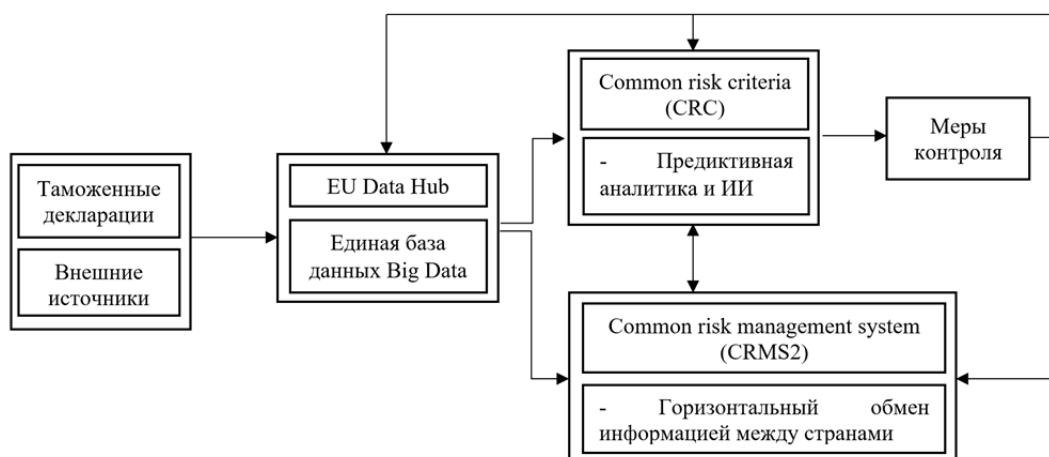 Таможенные
декларации
Внешние
источники
EU Data Hub
Единая база
данных Big Data
Common risk criteria
(CRC)
- Предиктивная
аналитика и ИИ
Меры
контроля
Common risk management system
(CRMS2)
- Горизонтальный обмен
информацией между странами